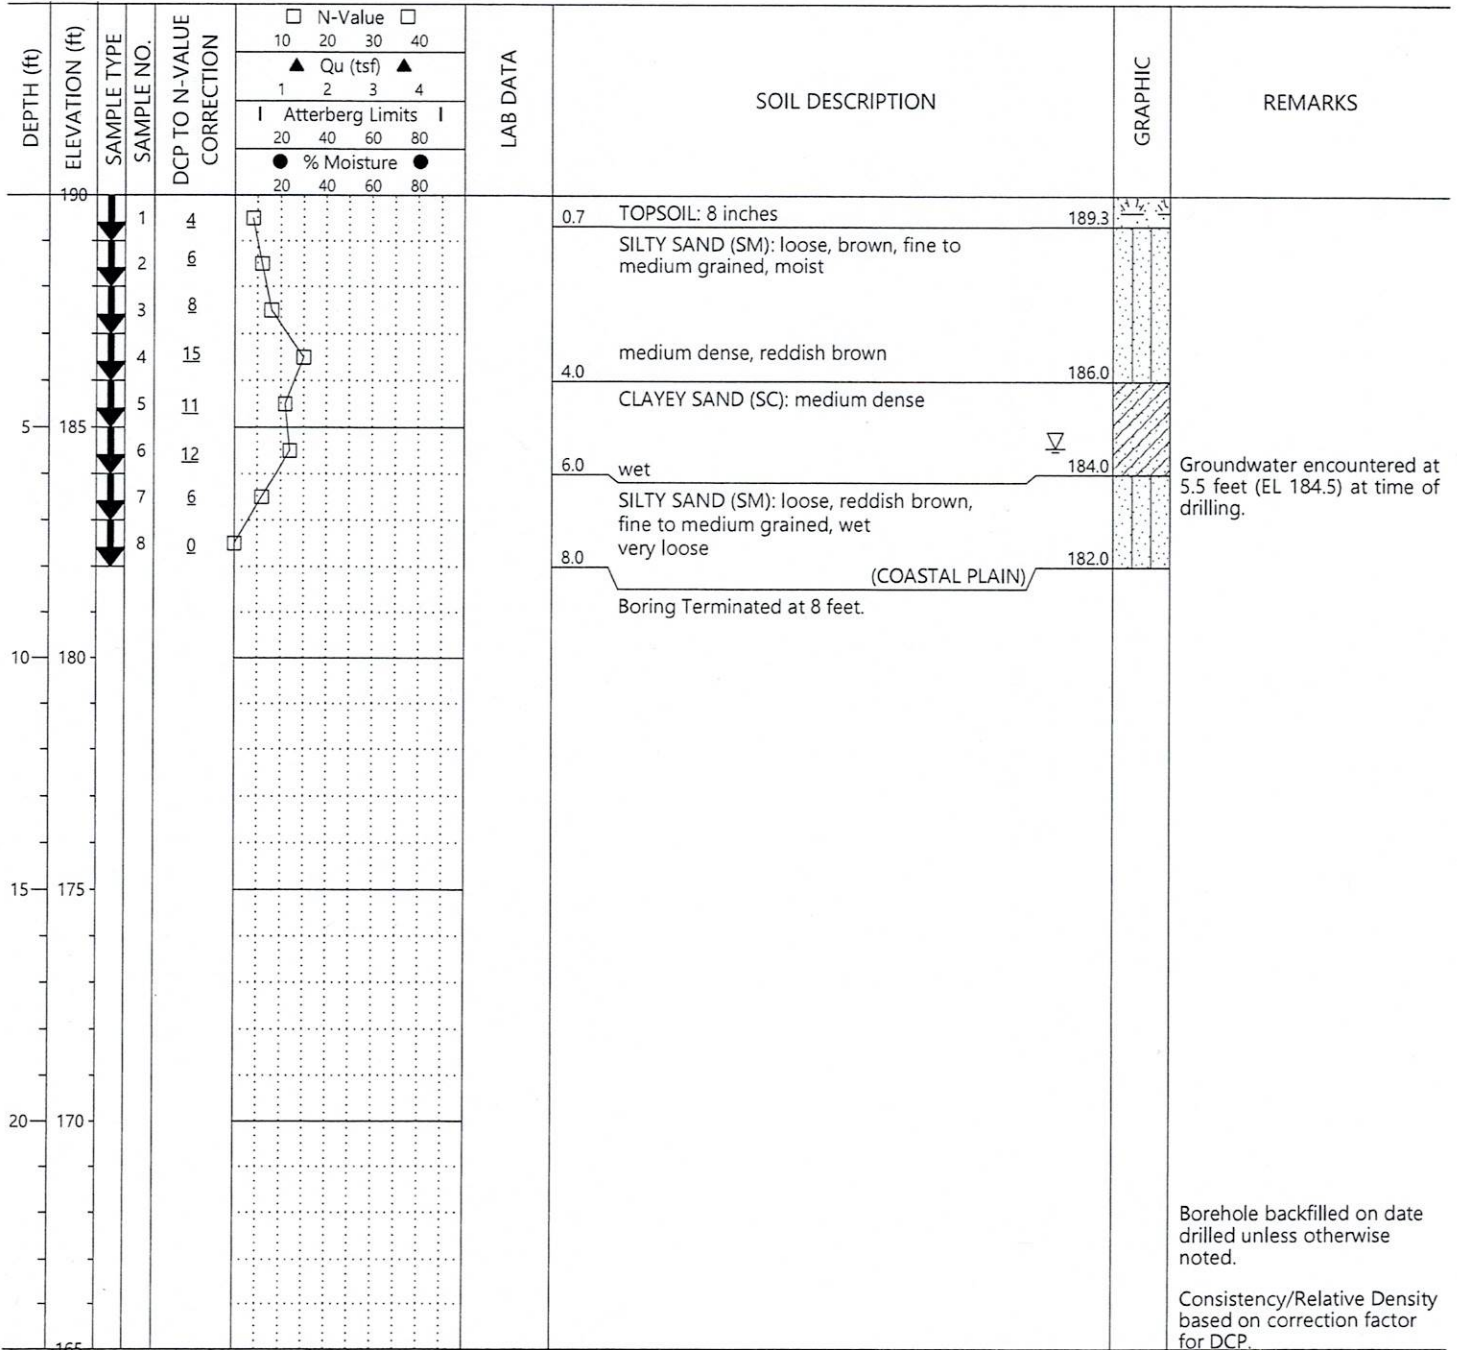 DEPTH (ft)
ELEVATION (ft)
SAMPLE TYPE
SAMPLE NO.
DCP TO N-VALUE
CORRECTION
N-Value
10 20 30 40
Qu (tsf)
1 2 3 4
Atterberg Limits
20 40 60 80
% Moisture
20 40 60 80
LAB DATA
SOIL DESCRIPTION
GRAPHIC
REMARKS
190
1 4
0.7 TOPSOIL: 8 inches 189.3
2 6
SILTY SAND (SM): loose, brown, fine to
medium grained, moist
3 8
4 15
medium dense, reddish brown
4.0 186.0
5 11
CLAYEY SAND (SC): medium dense
5 185
6 12
6.0 wet 184.0
Groundwater encountered at
5.5 feet (EL 184.5) at time of
drilling.
7 6
SILTY SAND (SM): loose, reddish brown,
fine to medium grained, wet
8 0
very loose
8.0 182.0
(COASTAL PLAIN)
Boring Terminated at 8 feet.
10 180
15 175
20 170
Borehole backfilled on date
drilled unless otherwise
noted.
Consistency/Relative Density
based on correction factor
for DCP.
165